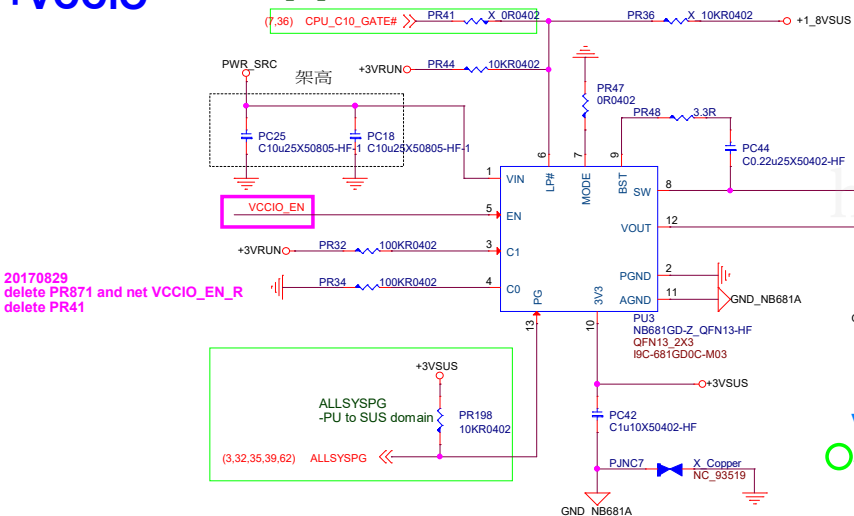 +VCCIO
(7,36) CPU_C10_GATE#
PR41
X_0R0402
PR36
X_10KR0402
+1_8VSUS
PWR_SRC
架高
+3VRUN
PR44
10KR0402
PR47
0R0402
PR48
3.3R
PC25
C10u25X50805-HF-1
PC18
C10u25X50805-HF-1
PC44
C0.22u25X50402-HF
6
7
9
LP#
MODE
BST
1
VIN
SW
8
VCCIO_EN
5
EN
VOUT
12
+3VRUN
PR32
100KR0402
3
C1
PR34
100KR0402
4
C0
PGND
2
AGND
11
GND_NB681A
PG
3V3
13
10
PU3
NB681GD-Z_QFN13-HF
QFN13_2X3
I9C-681GD0C-M03
20170829
delete PR871 and net VCCIO_EN_R
delete PR41
+3VSUS
ALLSYSPG
-PU to SUS domain
PR198
10KR0402
(3,32,35,39,62) ALLSYSPG
+3VSUS
PC42
C1u10X50402-HF
PJNC7
X_Copper
NC_93519
GND_NB681A